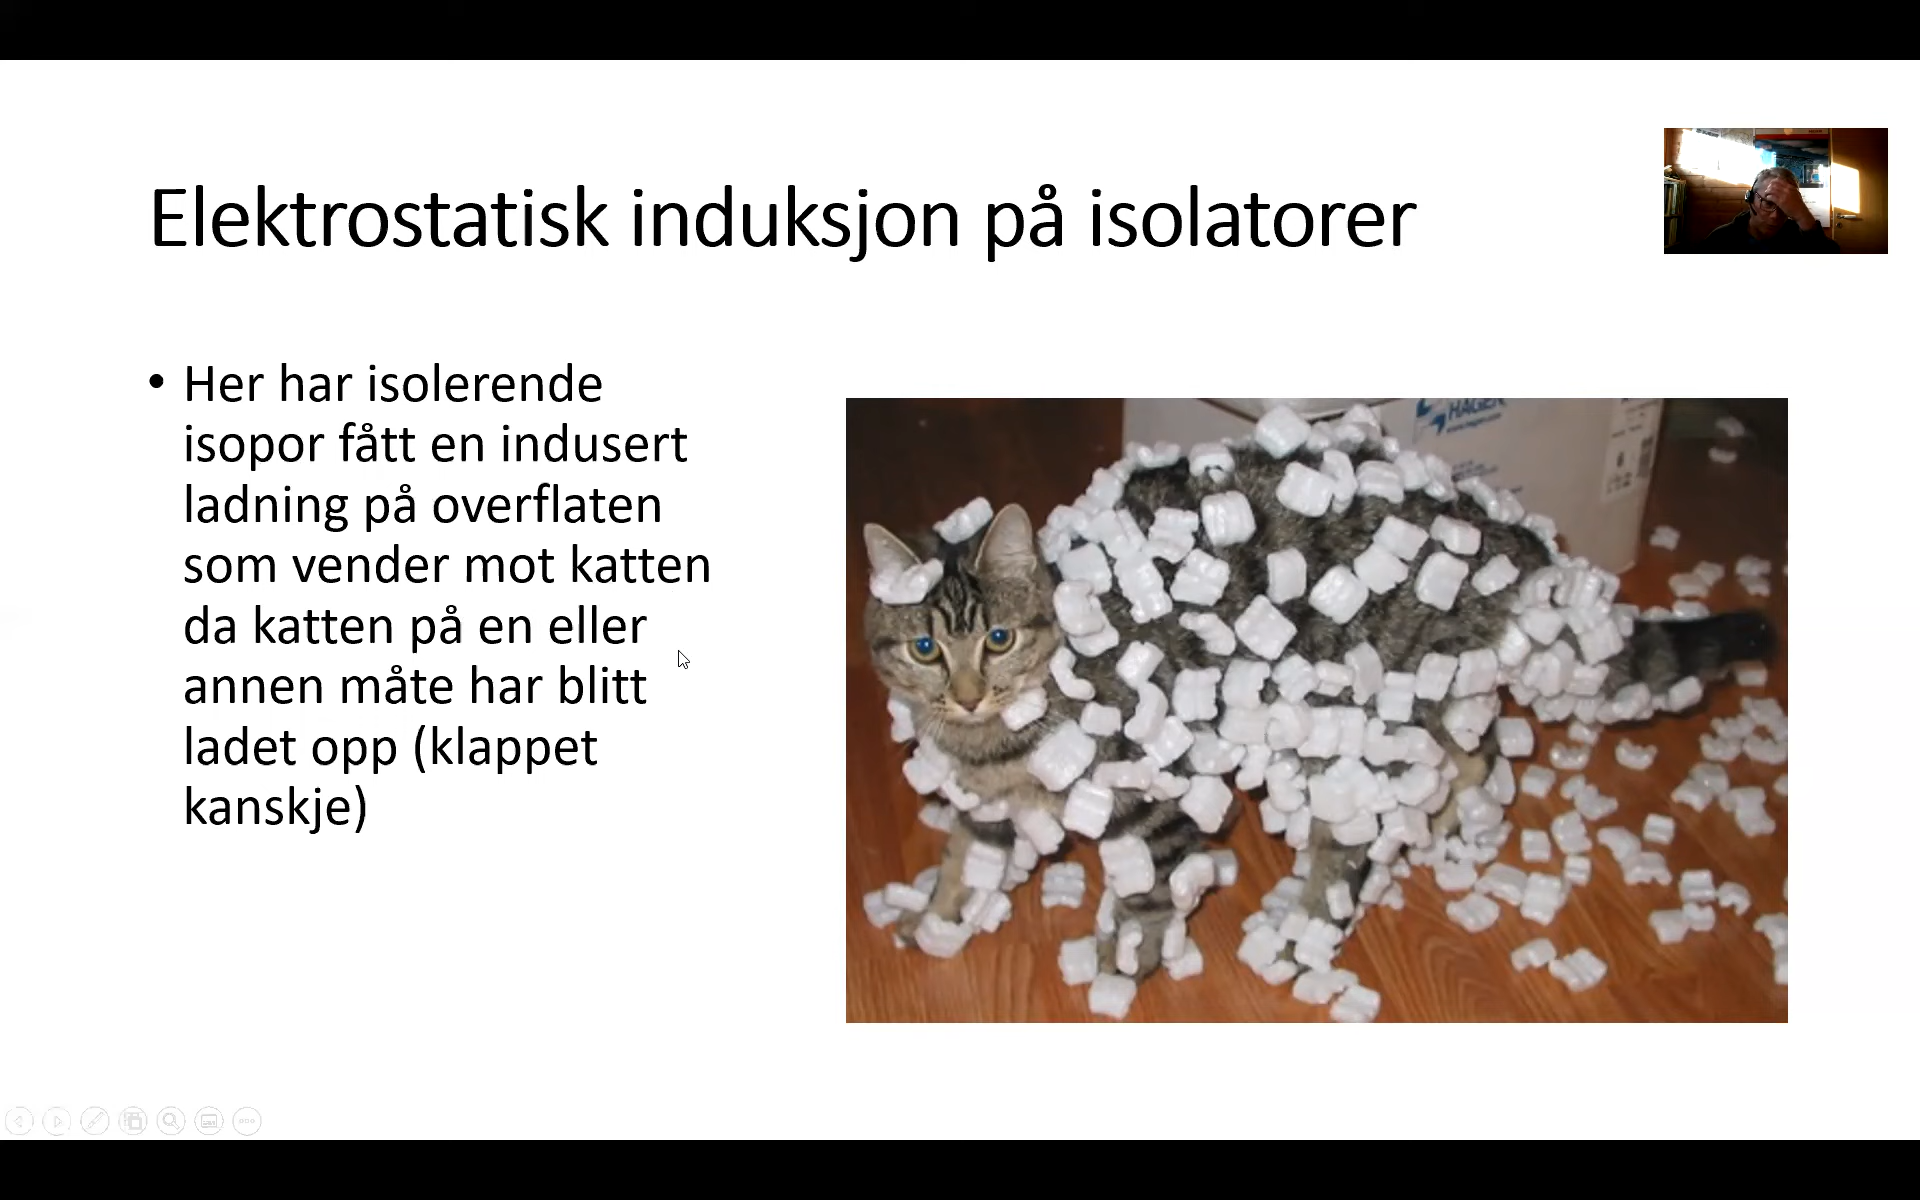 Elektrostatisk induksjon på isolatorer
• Her har isolerende
isopor fått en indusert
ladning på overflaten
som vender mot katten
da katten på en eller
annen måte har blitt
ladet opp (klappet
kanskje)
HAGEN